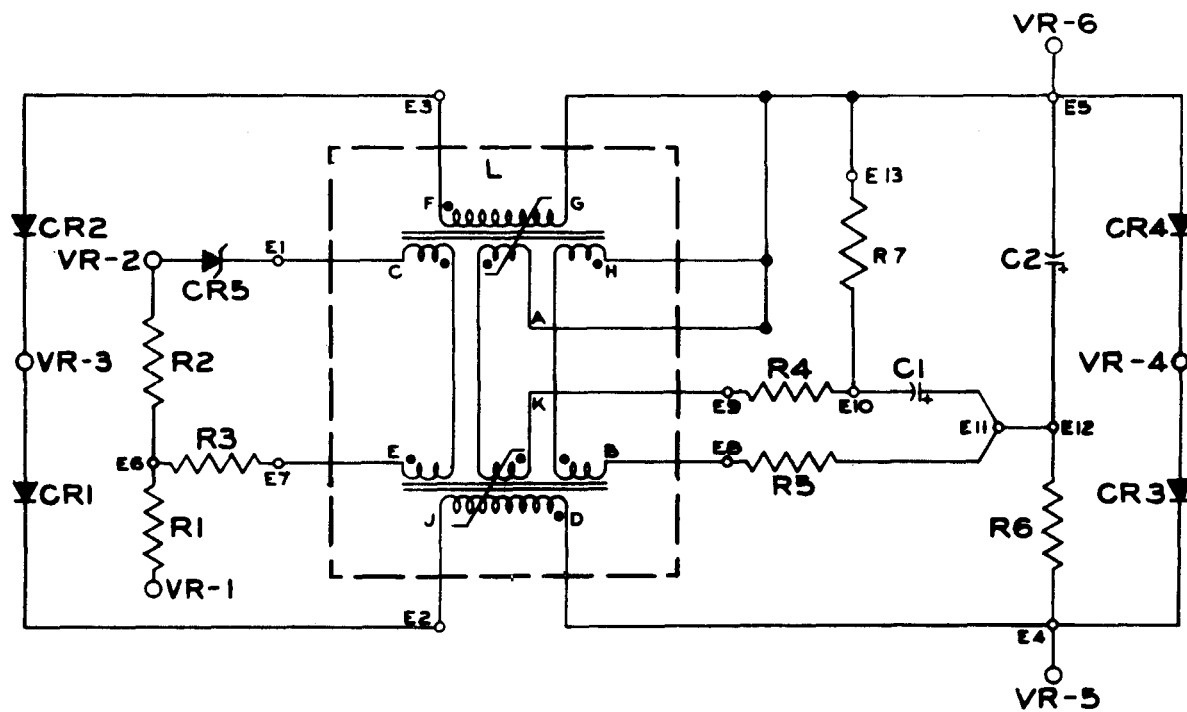 VR-6
E3
E5
L
E13
F
G
CR2
CR4
VR-2
E1
C
H
R7
C2
+
CR5
A
VR-3
R2
R4
C1
VR-4
K
+
E9
E10
E11
E12
E6
R3
E
B
E8
E7
CR1
R5
CR3
R1
J
D
R6
VR-1
E2
E4
VR-5